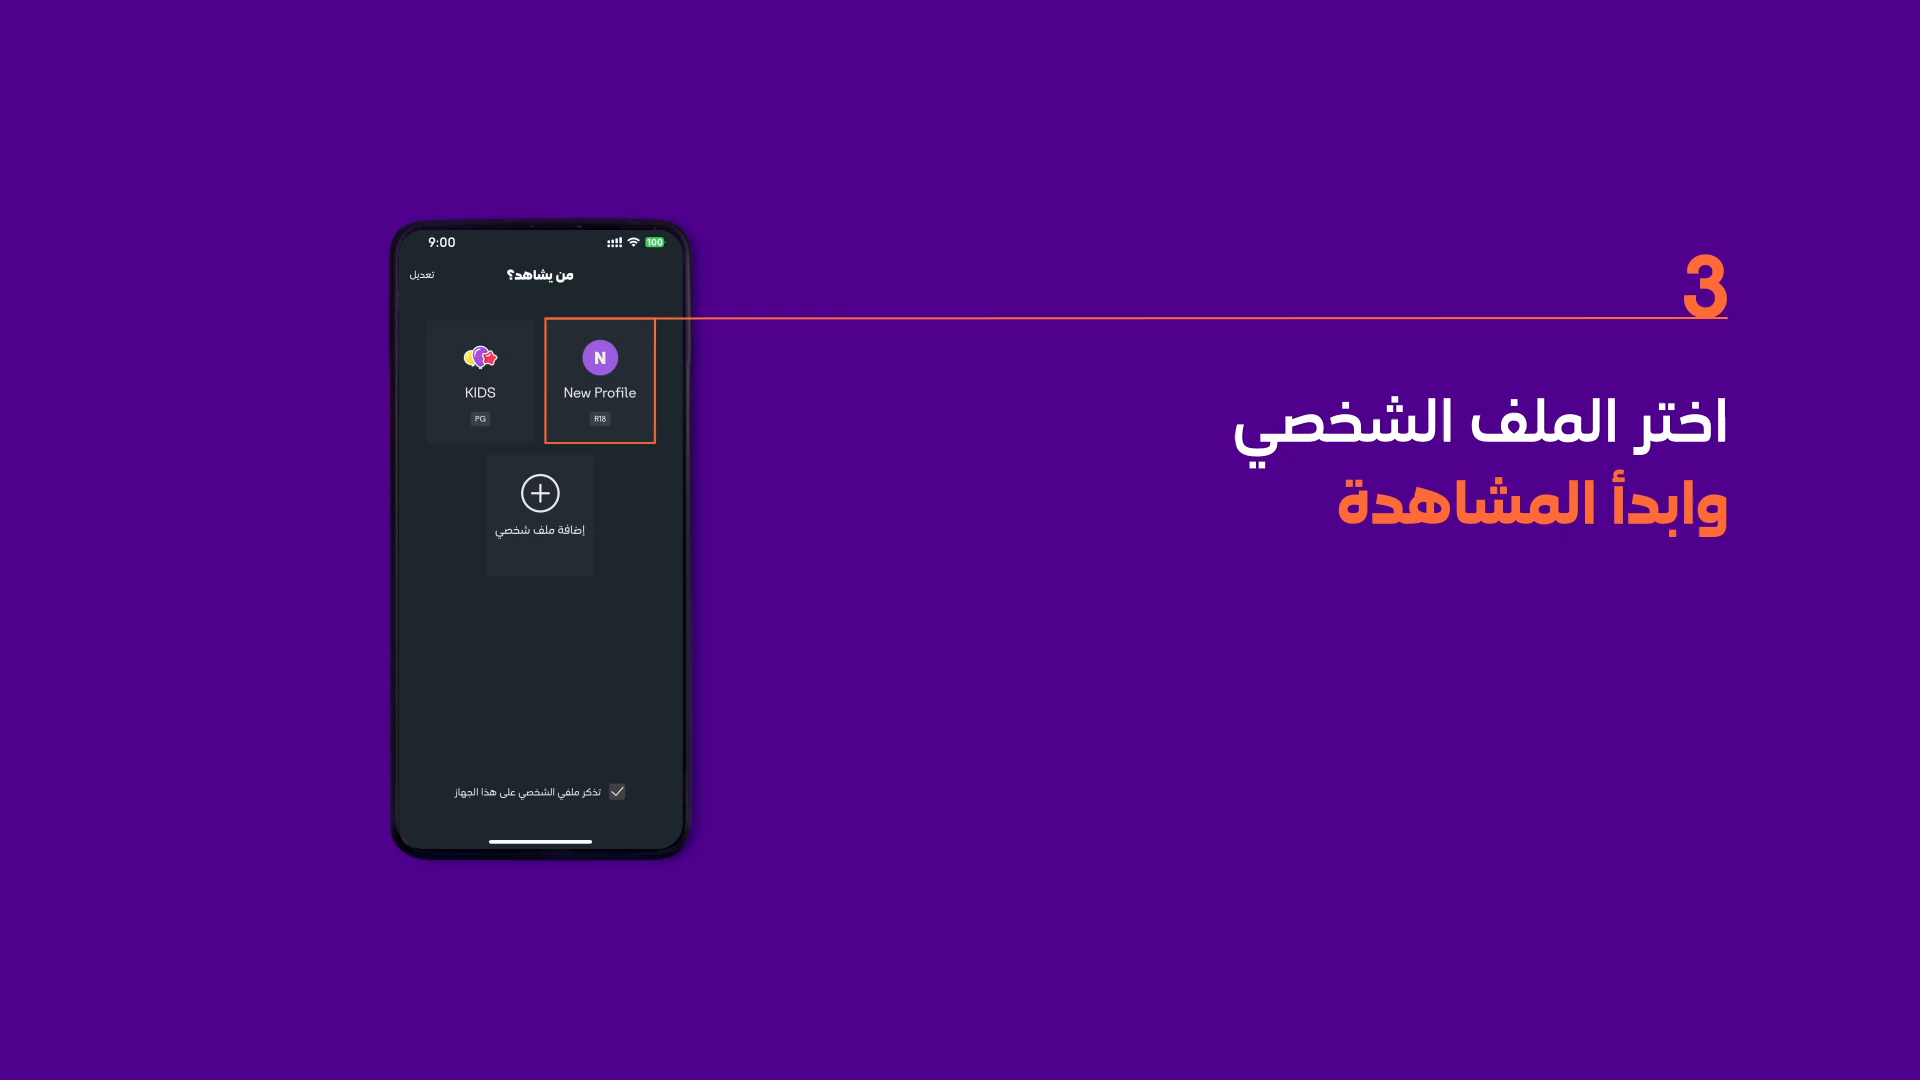 3
اختر الملف الشخصي
وابدأ المشاهدة
9:00
100
من يشاهد؟
تعديل
N
New Profile
R18
KIDS
PG
إضافة ملف شخصي
تذكر ملفي الشخصي على هذا الجهاز